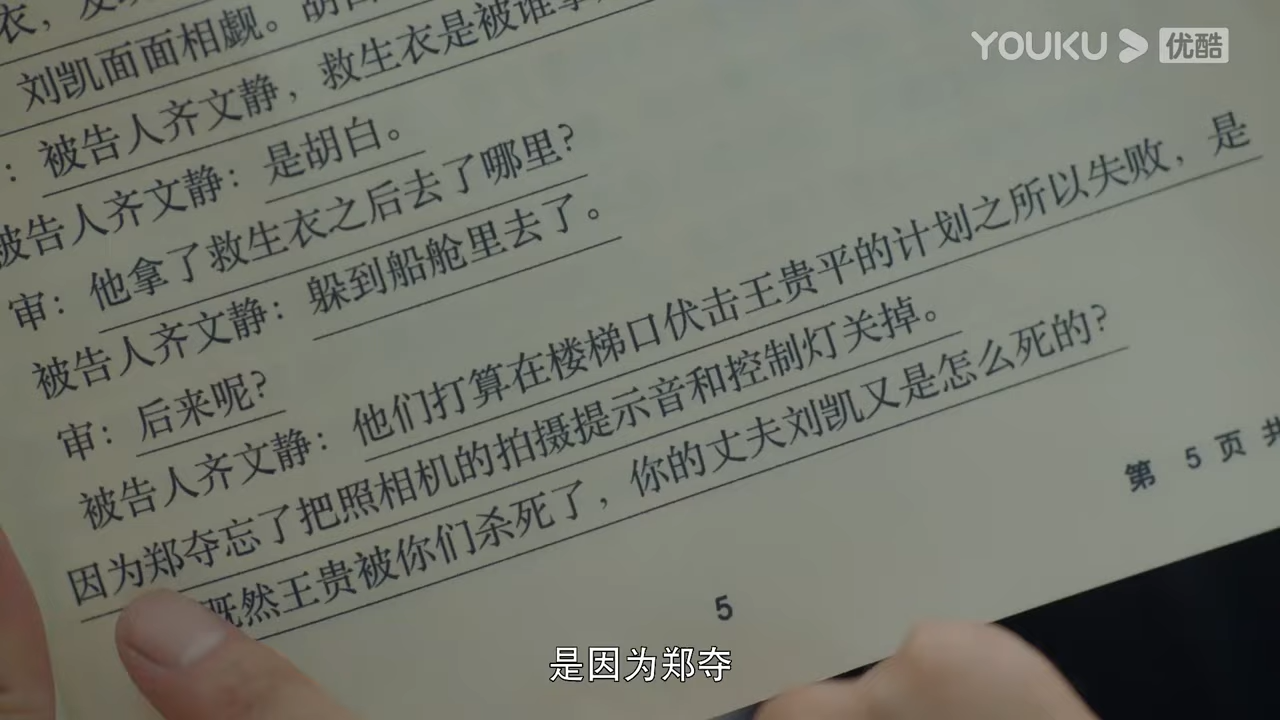 YOUKU 优酷
衣，
刘凯面面相觑。胡白
：被告人齐文静，救生衣是被谁拿
被告人齐文静：是胡白。
审：他拿了救生衣之后去了哪里？
被告人齐文静：躲到船舱里去了。
审：后来呢？
被告人齐文静：他们打算在楼梯口伏击王贵平的计划之所以失败，是
因为郑夺忘了把照相机的拍摄提示音和控制灯关掉。
既然王贵被你们杀死了，你的丈夫刘凯又是怎么死的？
第 5 页 共
5
是因为郑夺